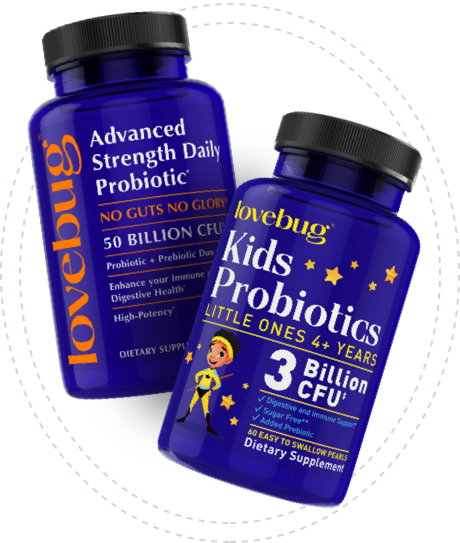 lovebug®
Advanced
Strength Daily
Probiotic*
NO GUTS NO GLORY
50 BILLION CFU
Probiotic + Prebiotic
Enhance your Immune
Digestive Health*
High-Potency*
DIETARY
lovebug®
Kids
Probiotics
LITTLE ONES 4+ YEARS
3 Billion
CFU‡
✓ Digestive and Immune Support*
✓ Sugar Free**
✓ Added Prebiotic
60 EASY TO SWALLOW PEARLS
Dietary Supplement